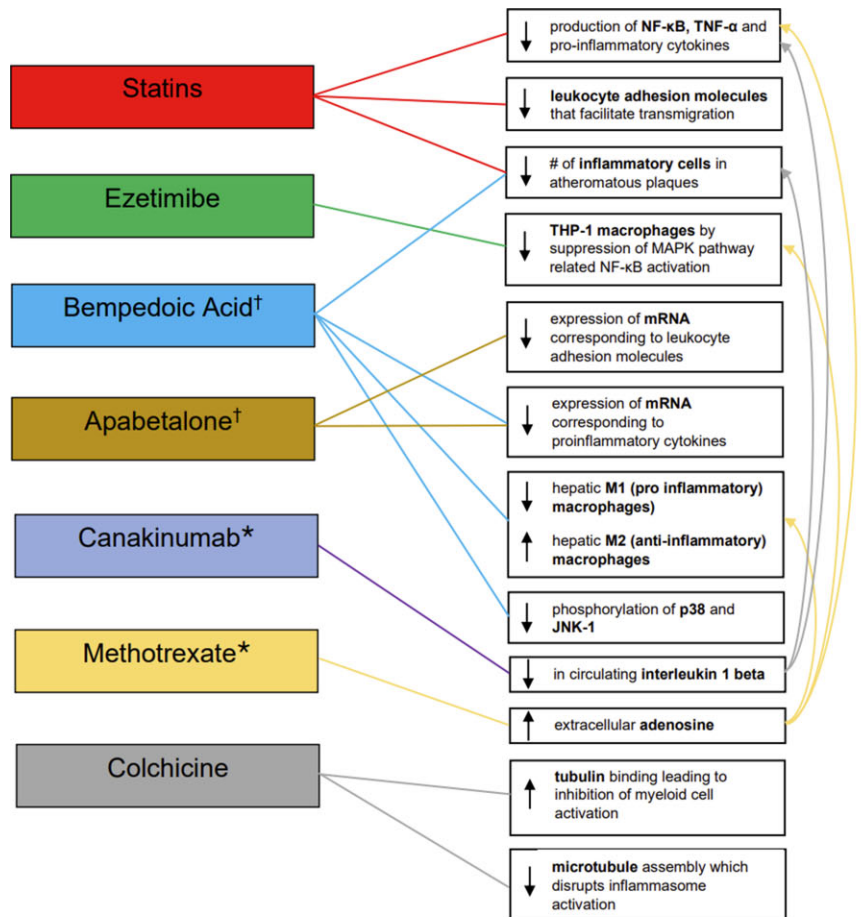 Statins
Ezetimibe
Bempedoic Acid†
Apabetalone†
Canakinumab*
Methotrexate*
Colchicine
production of NF-κB, TNF-α and
pro-inflammatory cytokines
leukocyte adhesion molecules
that facilitate transmigration
# of inflammatory cells in
atheromatous plaques
THP-1 macrophages by
suppression of MAPK pathway
related NF-κB activation
expression of mRNA
corresponding to leukocyte
adhesion molecules
expression of mRNA
corresponding to
proinflammatory cytokines
hepatic M1 (pro inflammatory)
macrophages)
hepatic M2 (anti-inflammatory)
macrophages
phosphorylation of p38 and
JNK-1
in circulating interleukin 1 beta
extracellular adenosine
tubulin binding leading to
inhibition of myeloid cell
activation
microtubule assembly which
disrupts inflammasome
activation